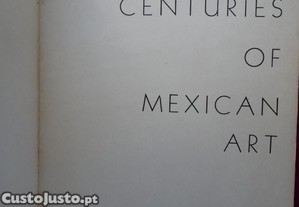 CENTURIES
OF
MEXICAN
ART
CustoJusto.pt